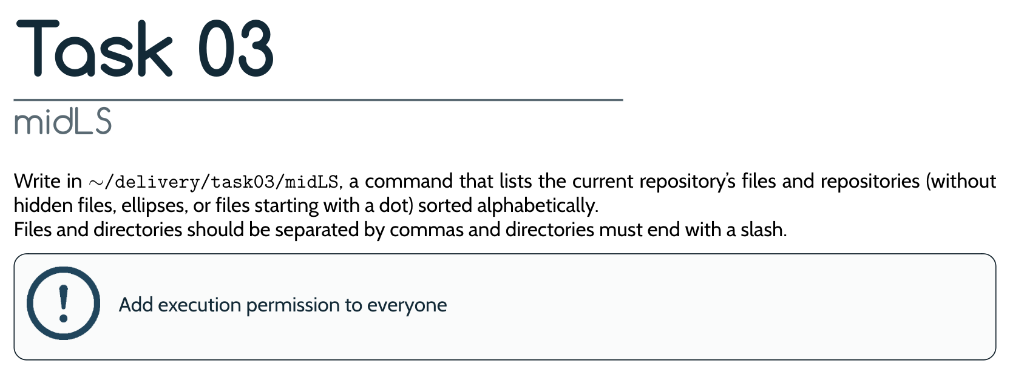 Task 03
midLS
Write in ~/delivery/task03/midLS, a command that lists the current repository's files and repositories (without
hidden files, ellipses, or files starting with a dot) sorted alphabetically.
Files and directories should be separated by commas and directories must end with a slash.
Add execution permission to everyone